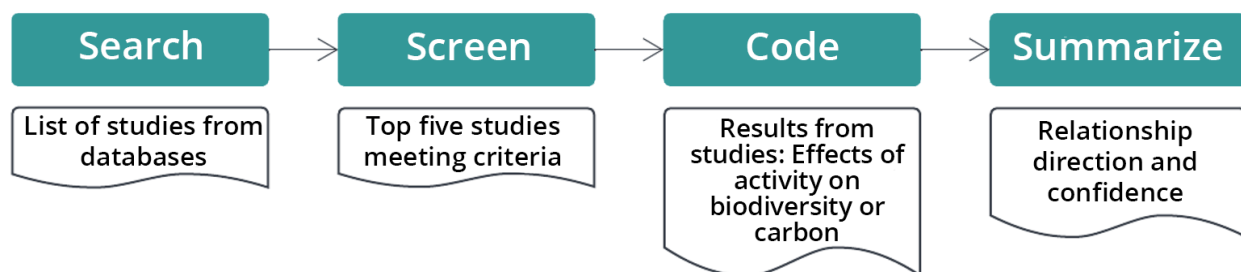 Search
Screen
Code
Summarize
List of studies from
databases
Top five studies
meeting criteria
Results from
studies: Effects of
activity on
biodiversity or
carbon
Relationship
direction and
confidence